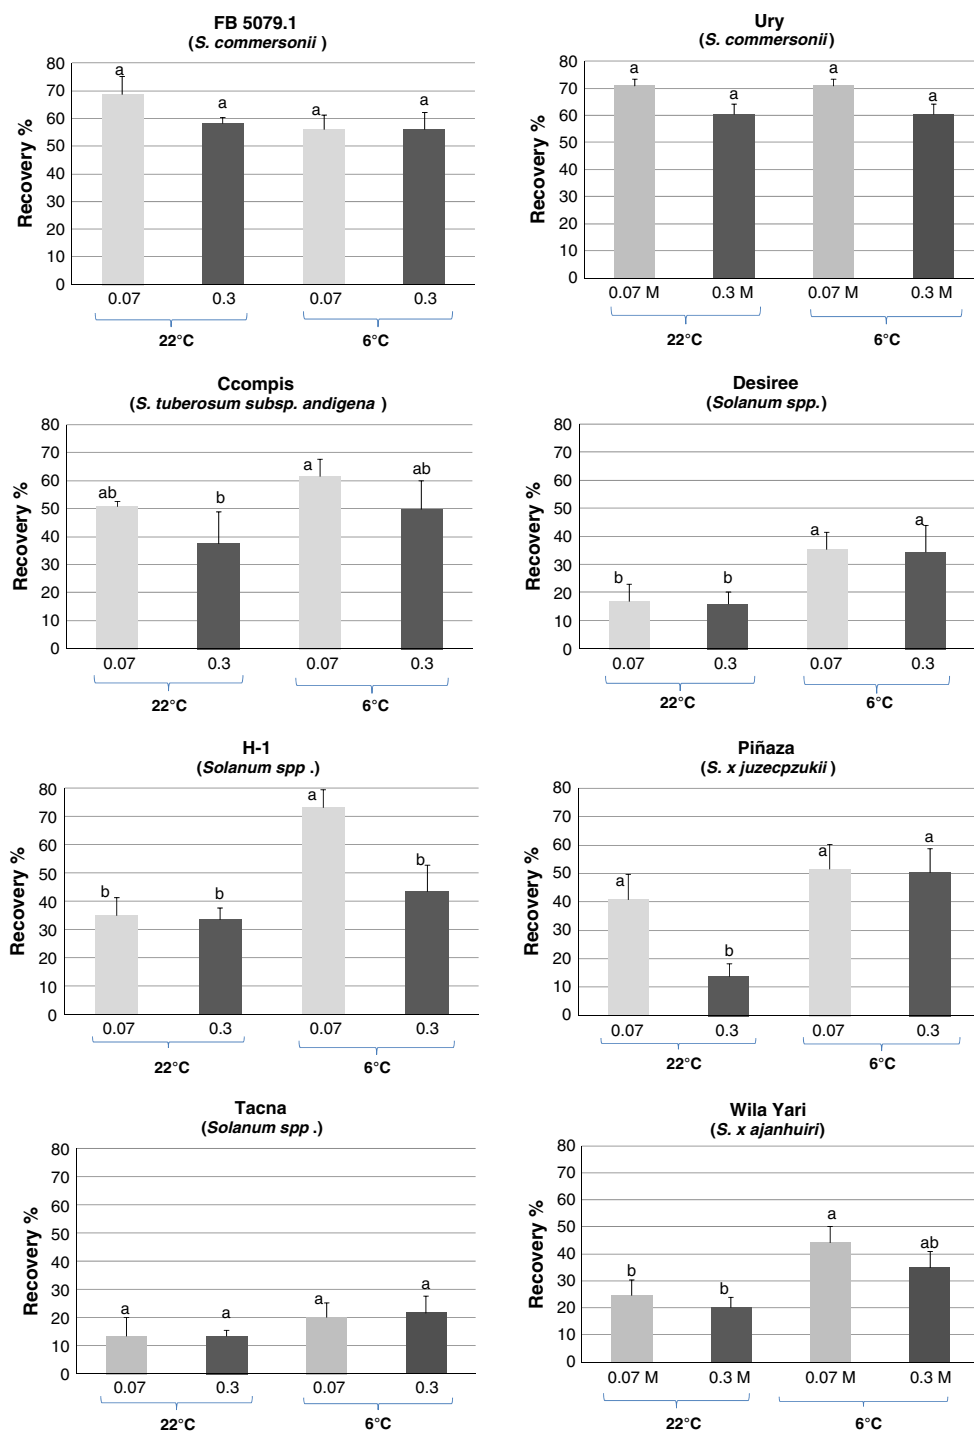 FB 5079.1
(S. commersonii )
Recovery %
80
70
60
50
40
30
20
10
0
a
a
a
a
0.07
0.3
0.07
0.3
22°C
6°C
Ury
(S. commersonii)
Recovery %
80
70
60
50
40
30
20
10
0
a
a
a
a
0.07 M
0.3 M
0.07 M
0.3 M
22°C
6°C
Ccompis
(S. tuberosum subsp. andigena )
Recovery %
80
70
60
50
40
30
20
10
0
ab
b
a
ab
0.07
0.3
0.07
0.3
22°C
6°C
Desiree
(Solanum spp.)
Recovery %
80
70
60
50
40
30
20
10
0
b
b
a
a
0.07
0.3
0.07
0.3
22°C
6°C
H-1
(Solanum spp .)
Recovery %
80
70
60
50
40
30
20
10
0
b
b
a
b
0.07
0.3
0.07
0.3
22°C
6°C
Piñaza
(S. x juzecpzukii )
Recovery %
80
70
60
50
40
30
20
10
0
a
b
a
a
0.07
0.3
0.07
0.3
22°C
6°C
Tacna
(Solanum spp .)
Recovery %
80
70
60
50
40
30
20
10
0
a
a
a
a
0.07
0.3
0.07
0.3
22°C
6°C
Wila Yari
(S. x ajanhuiri)
Recovery %
80
70
60
50
40
30
20
10
0
b
b
a
ab
0.07 M
0.3 M
0.07 M
0.3 M
22°C
6°C